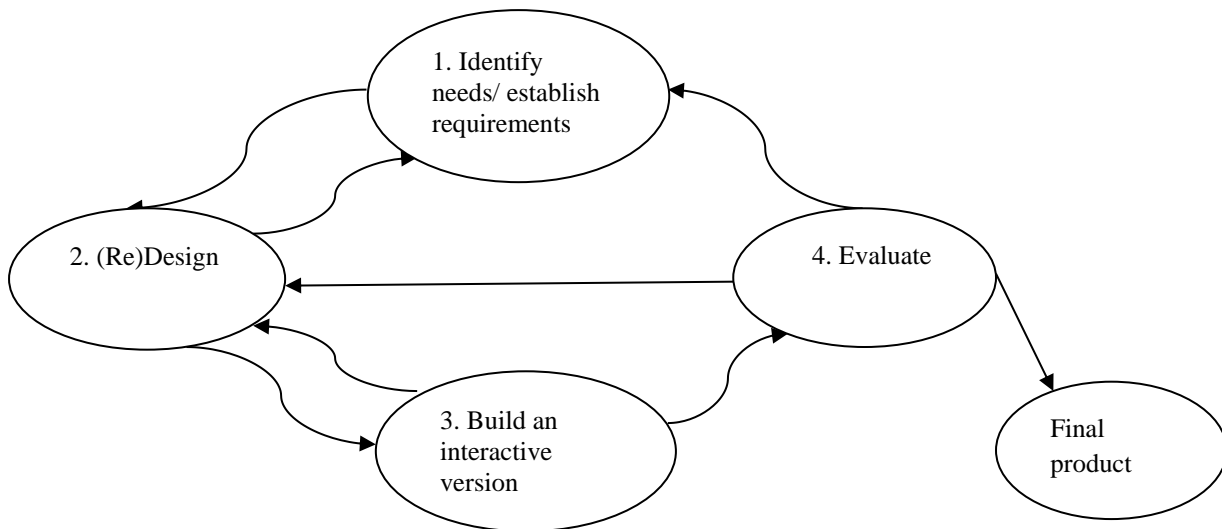 1. Identify
needs/ establish
requirements
2. (Re)Design
4. Evaluate
3. Build an
interactive
version
Final
product